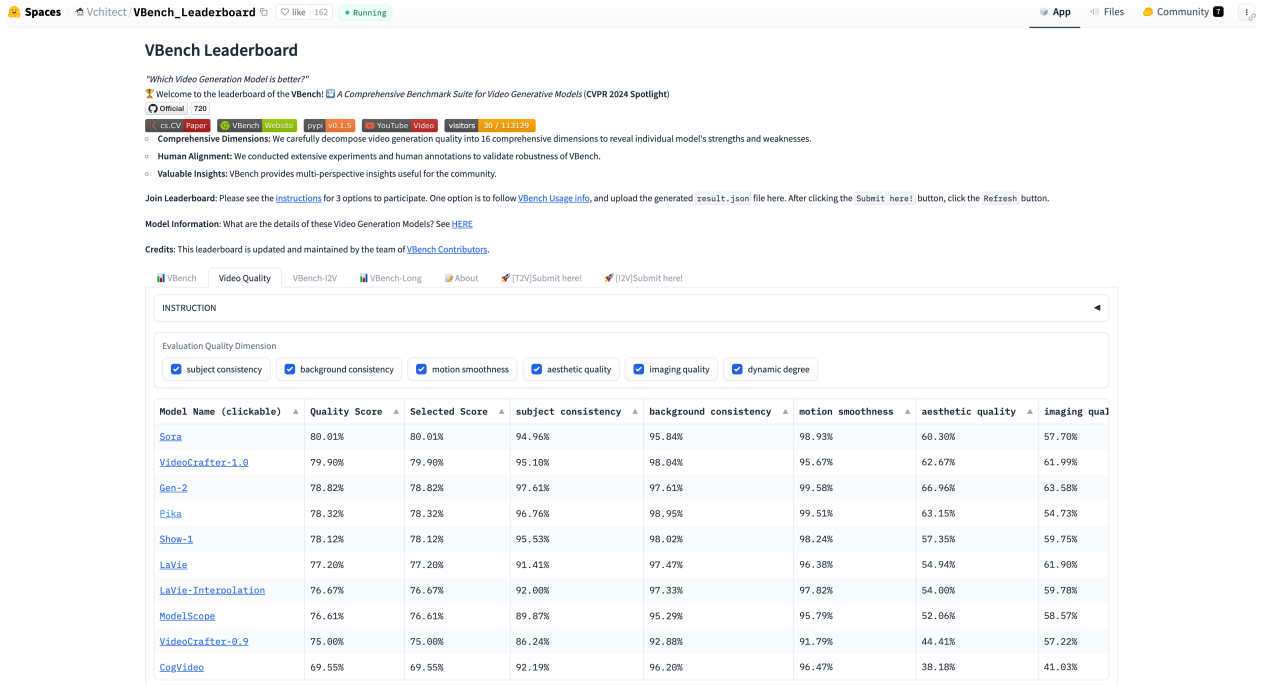 Spaces Vchitect/VBench_Leaderboard like 162 Running App Files Community 7
VBench Leaderboard
"Which Video Generation Model is better?"
Welcome to the leaderboard of the VBench! A Comprehensive Benchmark Suite for Video Generative Models (CVPR 2024 Spotlight)
Official 720
cs.CV Paper VBench Website pypi v0.1.5 YouTube Video visitors 30 / 113129
Comprehensive Dimensions: We carefully decompose video generation quality into 16 comprehensive dimensions to reveal individual model's strengths and weaknesses.
Human Alignment: We conducted extensive experiments and human annotations to validate robustness of VBench.
Valuable Insights: VBench provides multi-perspective insights useful for the community.
Join Leaderboard: Please see the instructions for 3 options to participate. One option is to follow VBench Usage info, and upload the generated result.json file here. After clicking the Submit here! button, click the Refresh button.
Model Information: What are the details of these Video Generation Models? See HERE
Credits: This leaderboard is updated and maintained by the team of VBench Contributors.
VBench Video Quality VBench-I2V VBench-Long About [T2V]Submit here! [I2V]Submit here!
INSTRUCTION
Evaluation Quality Dimension
subject consistency background consistency motion smoothness aesthetic quality imaging quality dynamic degree
Model Name (clickable) Quality Score Selected Score subject consistency background consistency motion smoothness aesthetic quality imaging qual
Sora 80.01% 80.01% 94.96% 95.84% 98.93% 60.30% 57.70%
VideoCrafter-1.0 79.90% 79.90% 95.10% 98.04% 95.67% 62.67% 61.99%
Gen-2 78.82% 78.82% 97.61% 97.61% 99.58% 66.96% 63.58%
Pika 78.32% 78.32% 96.76% 98.95% 99.51% 63.15% 54.73%
Show-1 78.12% 78.12% 95.53% 98.02% 98.24% 57.35% 59.75%
LaVie 77.20% 77.20% 91.41% 97.47% 96.38% 54.94% 61.90%
LaVie-Interpolation 76.67% 76.67% 92.00% 97.33% 97.82% 54.00% 59.78%
ModelScope 76.61% 76.61% 89.87% 95.29% 95.79% 52.06% 58.57%
VideoCrafter-0.9 75.00% 75.00% 86.24% 92.88% 91.79% 44.41% 57.22%
CogVideo 69.55% 69.55% 92.19% 96.20% 96.47% 38.18% 41.03%